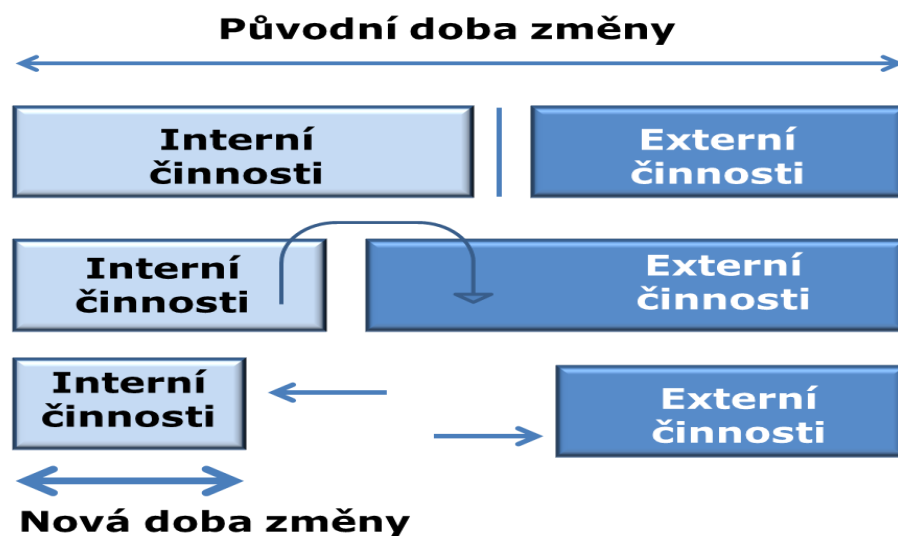 Původní doba změny
Interní
činnosti
Externí
činnosti
Interní
činnosti
Externí
činnosti
Interní
činnosti
Externí
činnosti
Nová doba změny